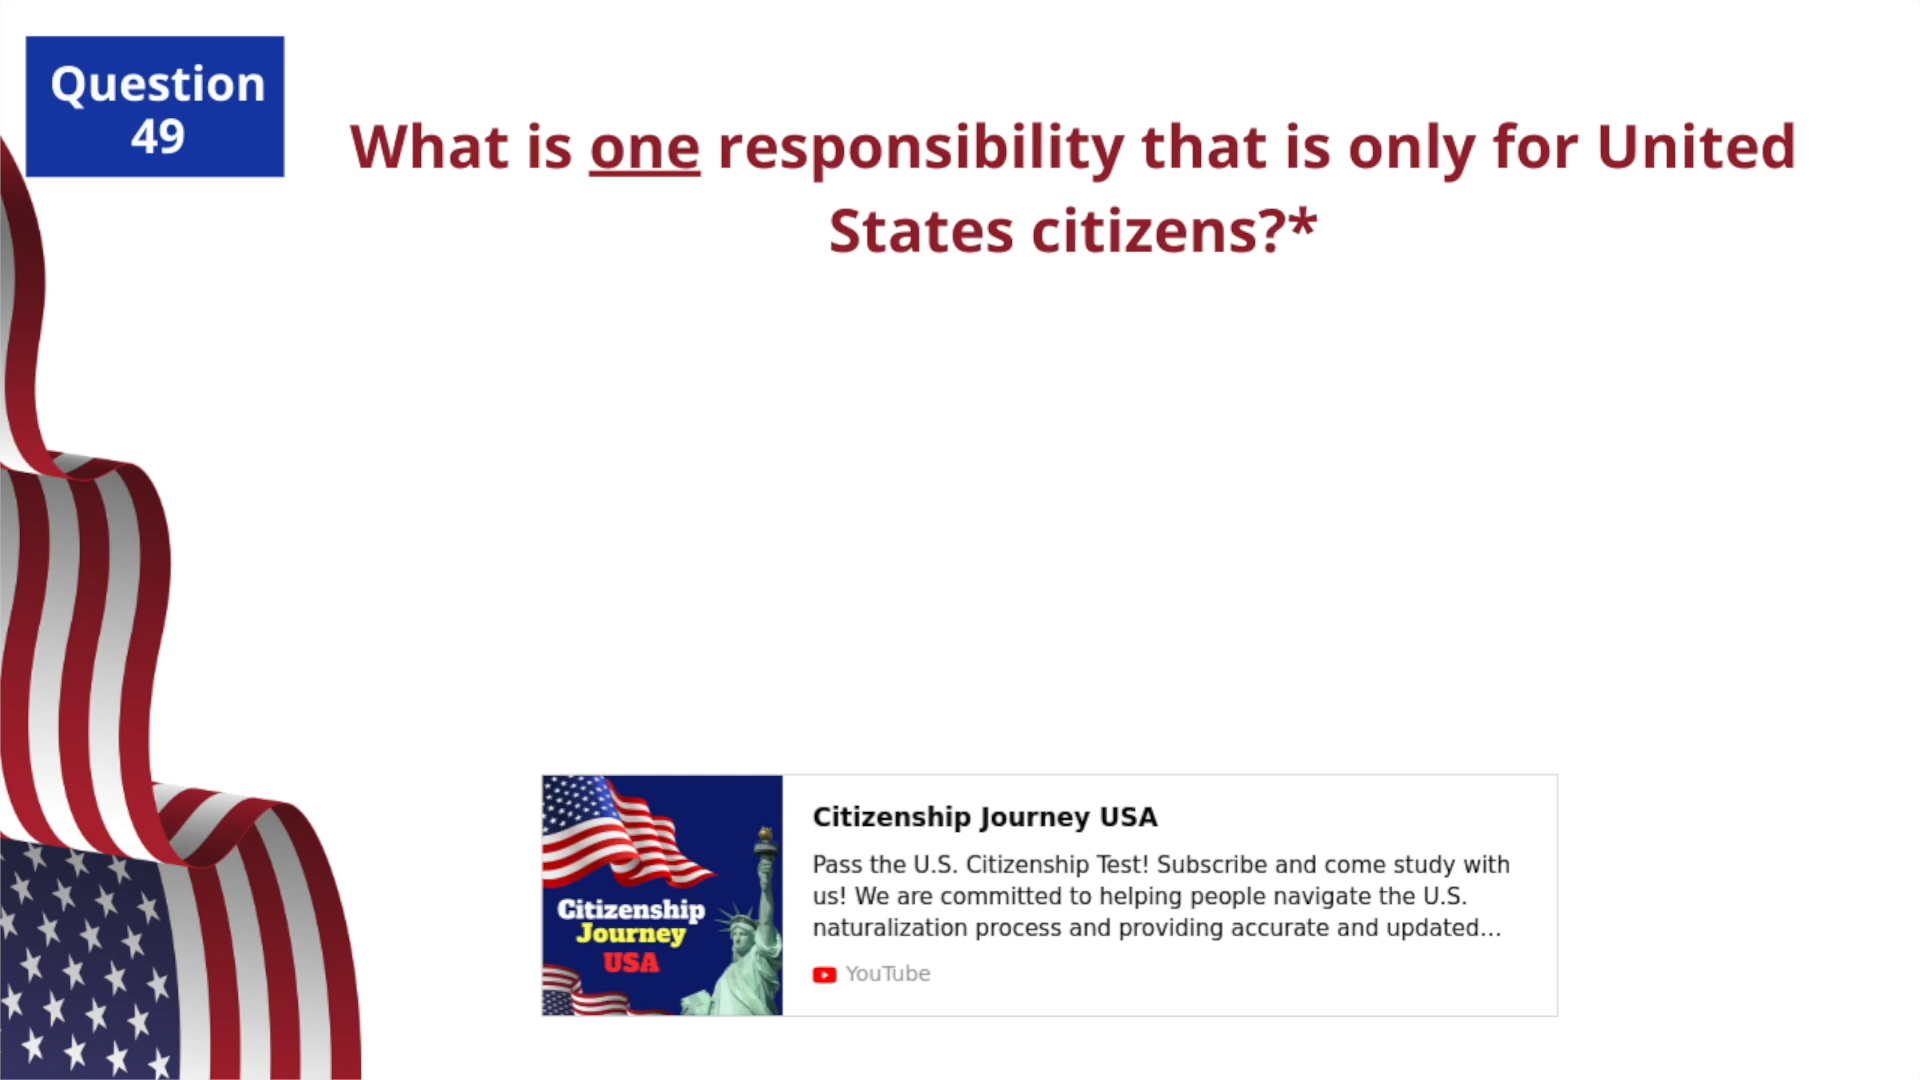 Question
49
What is one responsibility that is only for United
States citizens?*
Citizenship
Journey
USA
Citizenship Journey USA
Pass the U.S. Citizenship Test! Subscribe and come study with
us! We are committed to helping people navigate the U.S.
naturalization process and providing accurate and updated...
YouTube